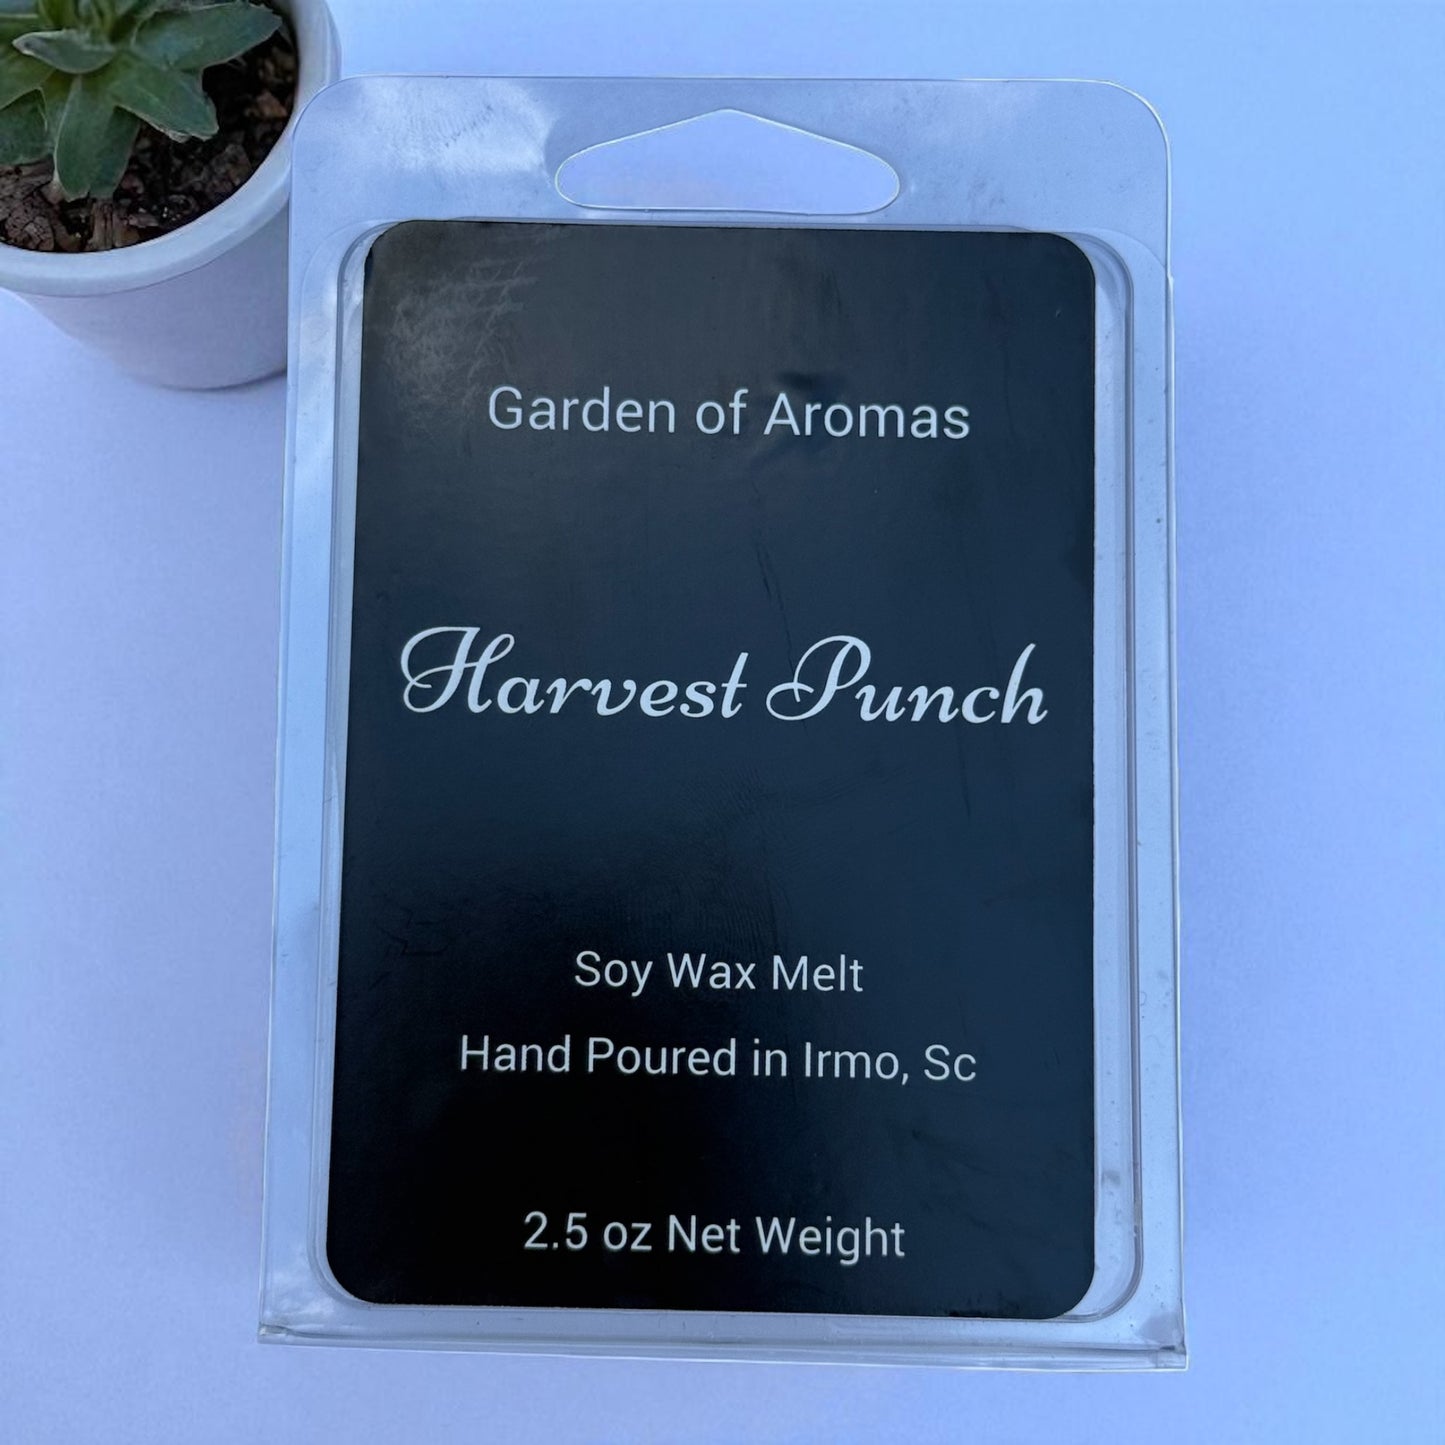 Garden of Aromas
Harvest Punch
Soy Wax Melt
Hand Poured in Irmo, Sc
2.5 oz Net Weight